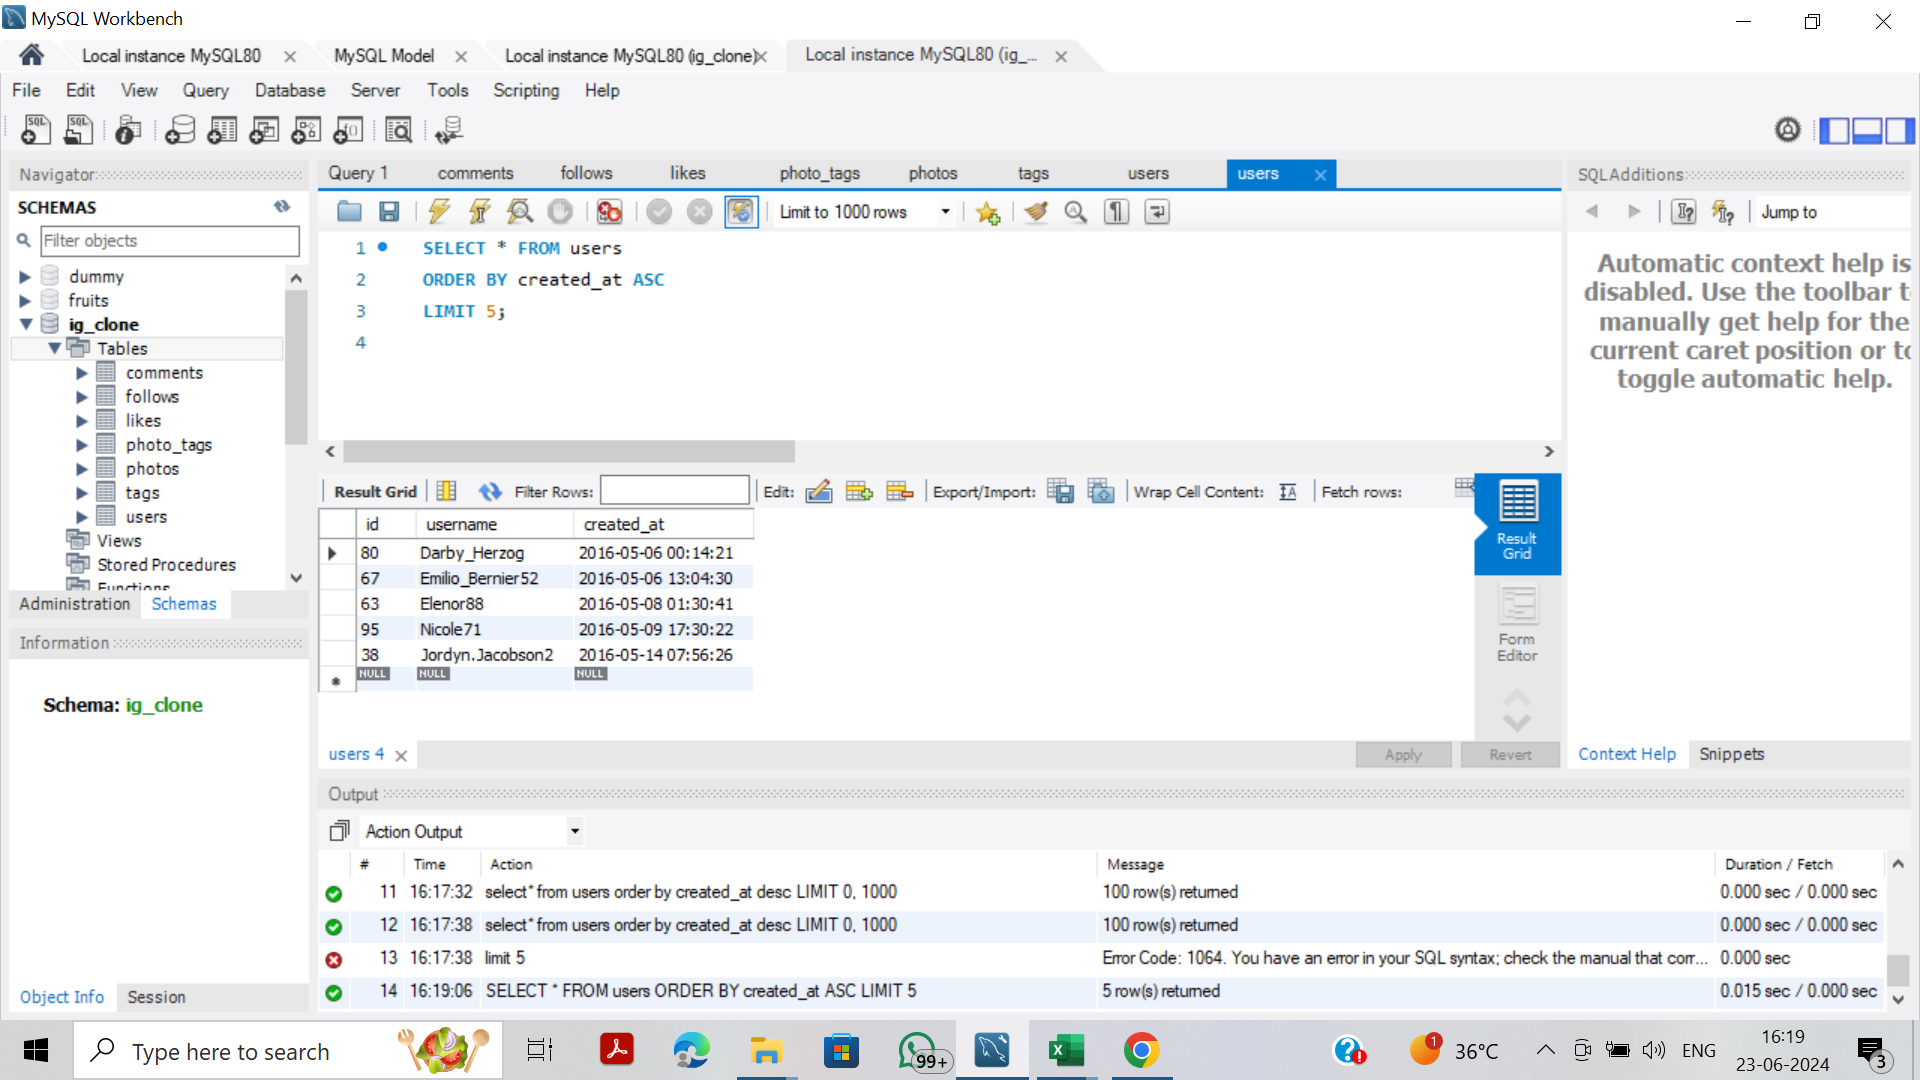 MySQL Workbench
Local instance MySQL80
MySQL Model
Local instance MySQL80 (ig_clone)
Local instance MySQL80 (ig_...
File Edit View Query Database Server Tools Scripting Help
Navigator
SCHEMAS
Filter objects
dummy
fruits
ig_clone
Tables
comments
follows
likes
photo_tags
photos
tags
users
Views
Stored Procedures
Functions
Administration Schemas
Information
Schema: ig_clone
Object Info Session
Query 1 comments follows likes photo_tags photos tags users users
Limit to 1000 rows
1 SELECT * FROM users
2 ORDER BY created_at ASC
3 LIMIT 5;
4
Result Grid Filter Rows: Edit: Export/Import: Wrap Cell Content: Fetch rows:
id username created_at
80 Darby_Herzog 2016-05-06 00:14:21
67 Emilio_Bernier52 2016-05-06 13:04:30
63 Elenor88 2016-05-08 01:30:41
95 Nicole71 2016-05-09 17:30:22
38 Jordyn.Jacobson2 2016-05-14 07:56:26
NULL NULL NULL
Result
Grid
Form
Editor
users 4
Apply Revert
SQLAdditions
Jump to
Automatic context help is
disabled. Use the toolbar
manually get help for the
current caret position or
toggle automatic help.
Context Help Snippets
Output
Action Output
# Time Action Message Duration / Fetch
11 16:17:32 select* from users order by created_at desc LIMIT 0, 1000 100 row(s) returned 0.000 sec / 0.000 sec
12 16:17:38 select* from users order by created_at desc LIMIT 0, 1000 100 row(s) returned 0.000 sec / 0.000 sec
13 16:17:38 limit 5 Error Code: 1064. You have an error in your SQL syntax; check the manual that corr... 0.000 sec
14 16:19:06 SELECT * FROM users ORDER BY created_at ASC LIMIT 5 5 row(s) returned 0.015 sec / 0.000 sec
Type here to search
99+
1
36°C
ENG
16:19
23-06-2024
3